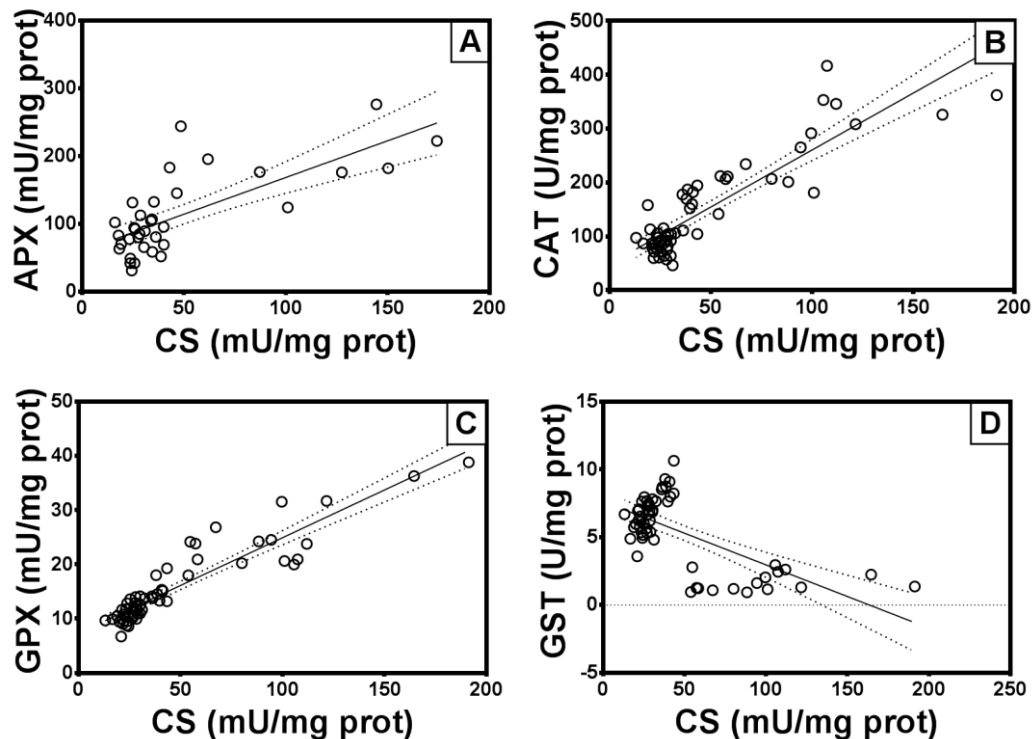 A
APX (mU/mg prot)
400
300
200
100
0
0 50 100 150 200
CS (mU/mg prot)
B
CAT (U/mg prot)
500
400
300
200
100
0
0 50 100 150 200
CS (mU/mg prot)
C
GPX (mU/mg prot)
50
40
30
20
10
0
0 50 100 150 200
CS (mU/mg prot)
D
GST (U/mg prot)
15
10
5
0
-5
0 50 100 150 200 250
CS (mU/mg prot)